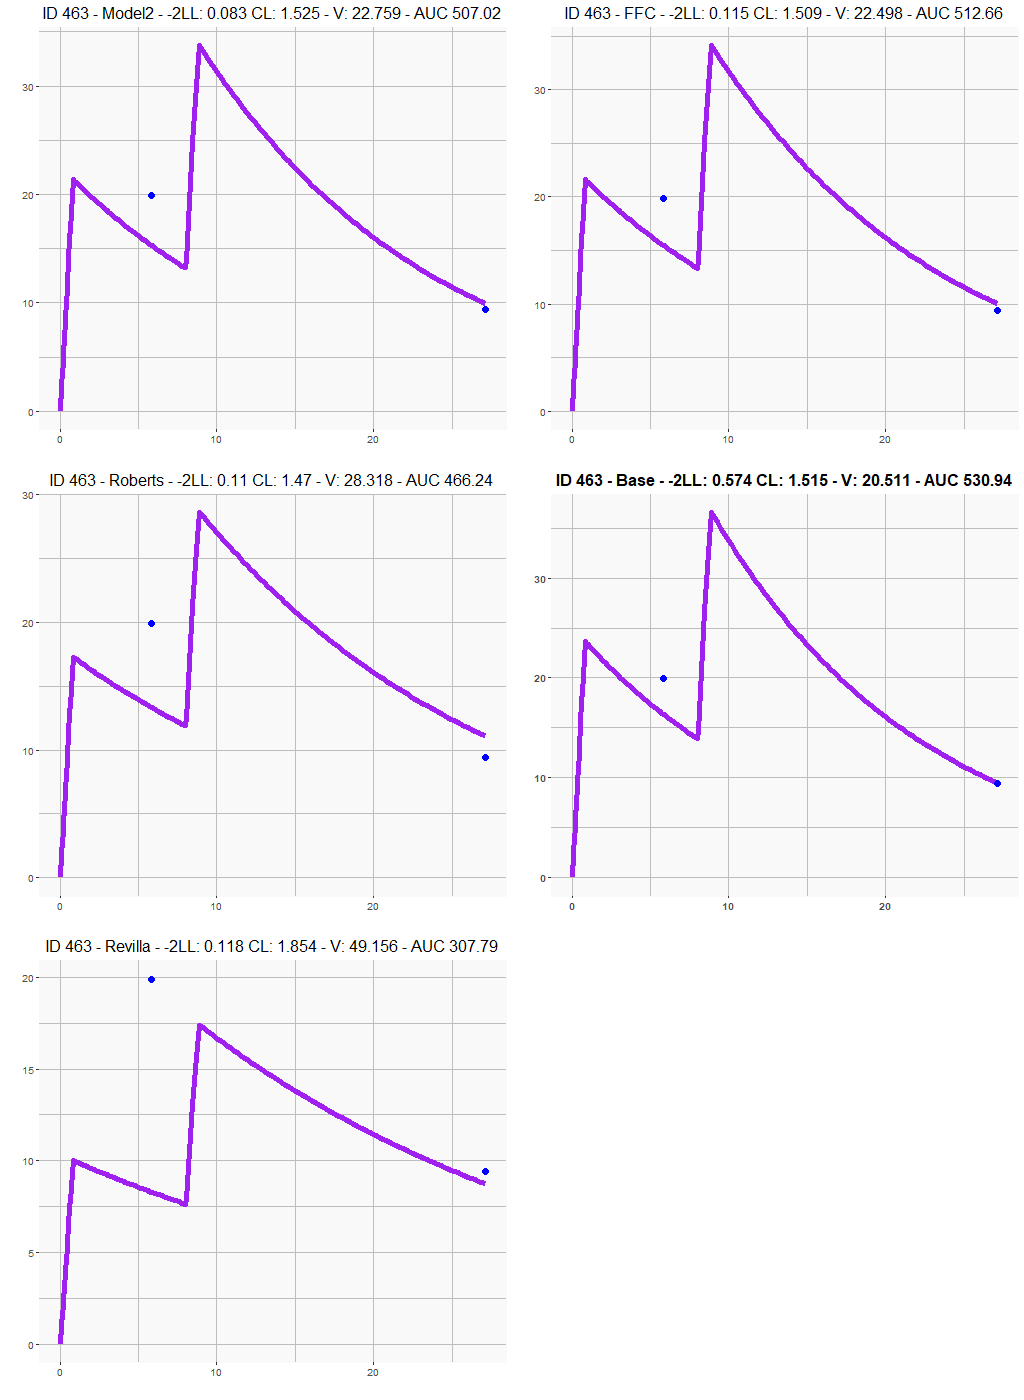 ID 463 - Model2 - -2LL: 0.083 CL: 1.525 - V: 22.759 - AUC 507.02
30
20
10
0
0 10 20
ID 463 - FFC - -2LL: 0.115 CL: 1.509 - V: 22.498 - AUC 512.66
30
20
10
0
0 10 20
ID 463 - Roberts - -2LL: 0.11 CL: 1.47 - V: 28.318 - AUC 466.24
30
20
10
0
0 10 20
ID 463 - Base - -2LL: 0.574 CL: 1.515 - V: 20.511 - AUC 530.94
30
20
10
0
0 10 20
ID 463 - Revilla - -2LL: 0.118 CL: 1.854 - V: 49.156 - AUC 307.79
20
15
10
5
0
0 10 20